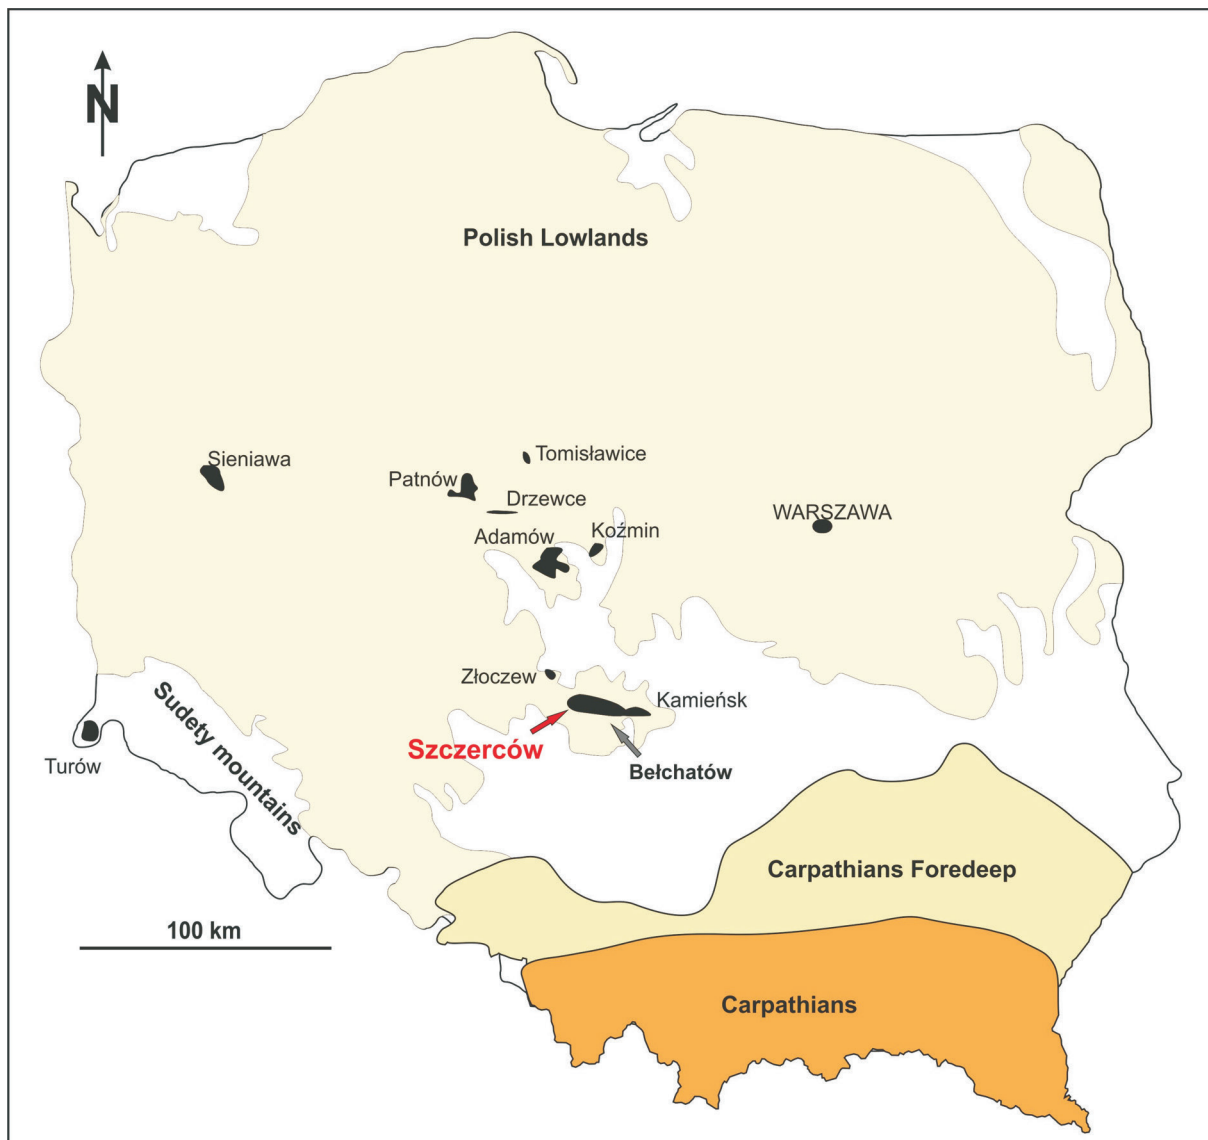 N
Polish Lowlands
Sieniawa
Tomisławice
Patnów
Drzewce
WARSZAWA
Adamów
Koźmin
Złoczew
Kamieńsk
Szczerców
Bełchatów
Turów
Sudety mountains
Carpathians Foredeep
100 km
Carpathians